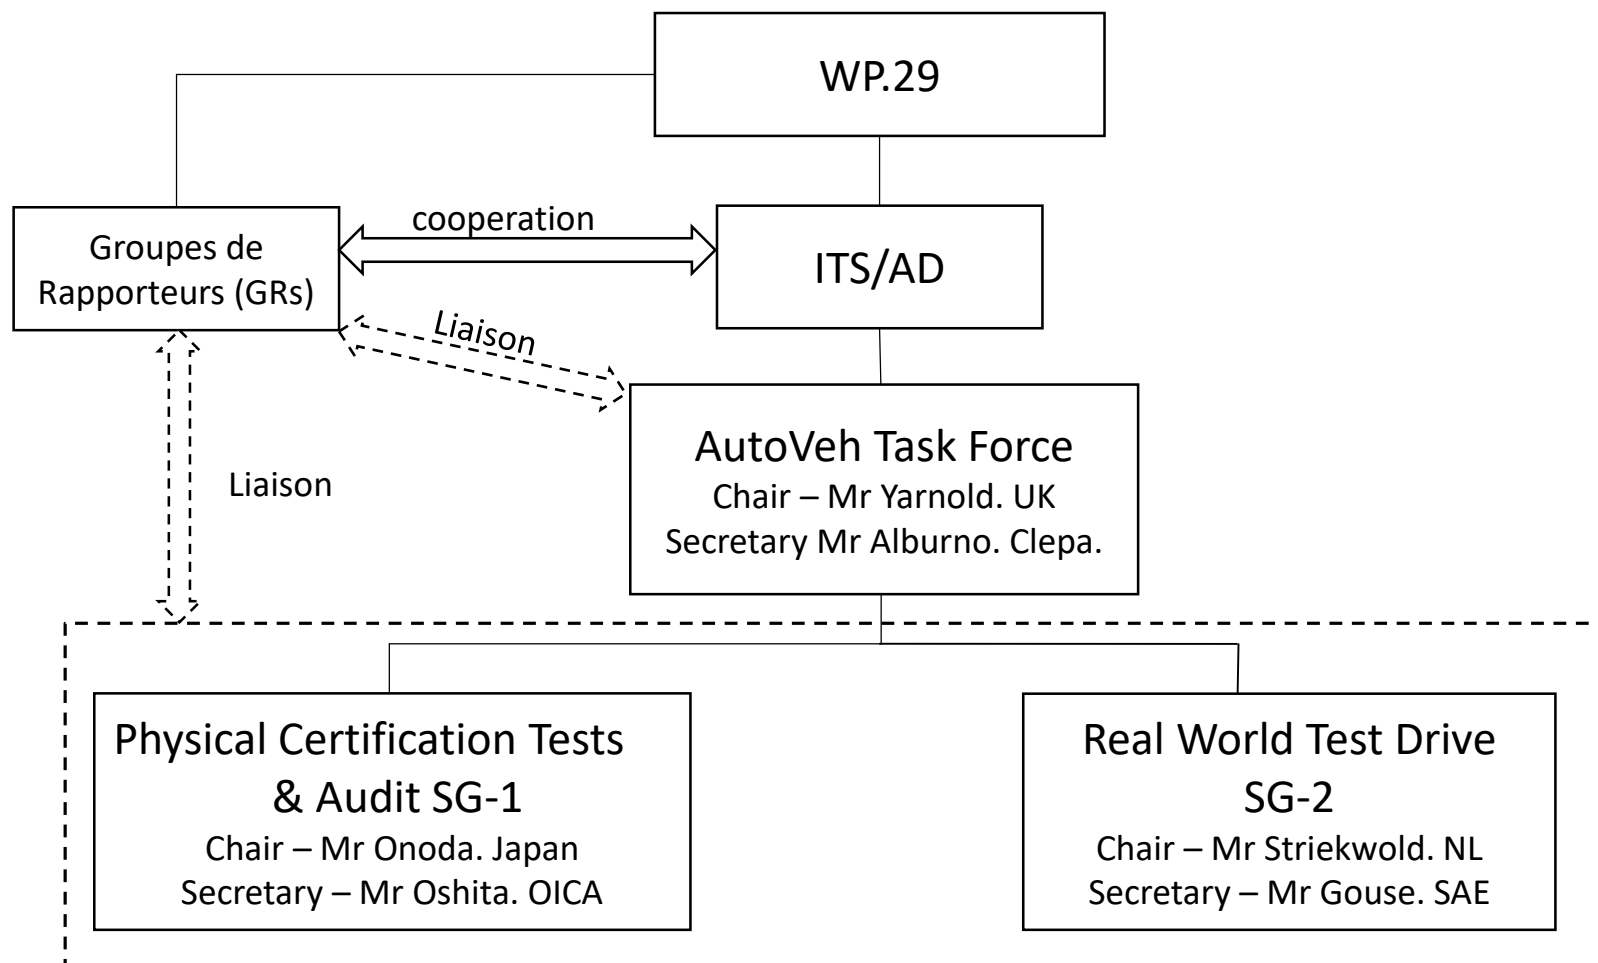 WP.29
cooperation
Groupes de
Rapporteurs (GRs)
ITS/AD
Liaison
AutoVeh Task Force
Chair – Mr Yarnold. UK
Secretary Mr Alburno. Clepa.
Liaison
Physical Certification Tests
& Audit SG-1
Chair – Mr Onoda. Japan
Secretary – Mr Oshita. OICA
Real World Test Drive
SG-2
Chair – Mr Striekwold. NL
Secretary – Mr Gouse. SAE